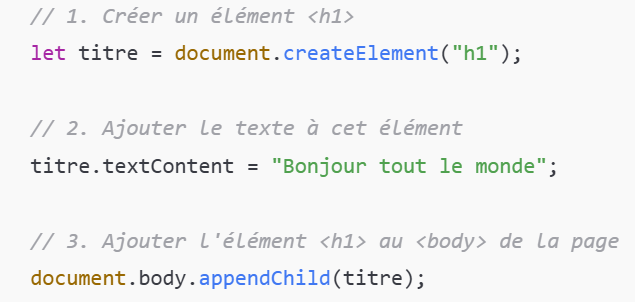 // 1. Créer un élément <h1>
let titre = document.createElement("h1");
// 2. Ajouter le texte à cet élément
titre.textContent = "Bonjour tout le monde";
// 3. Ajouter l'élément <h1> au <body> de la page
document.body.appendChild(titre);